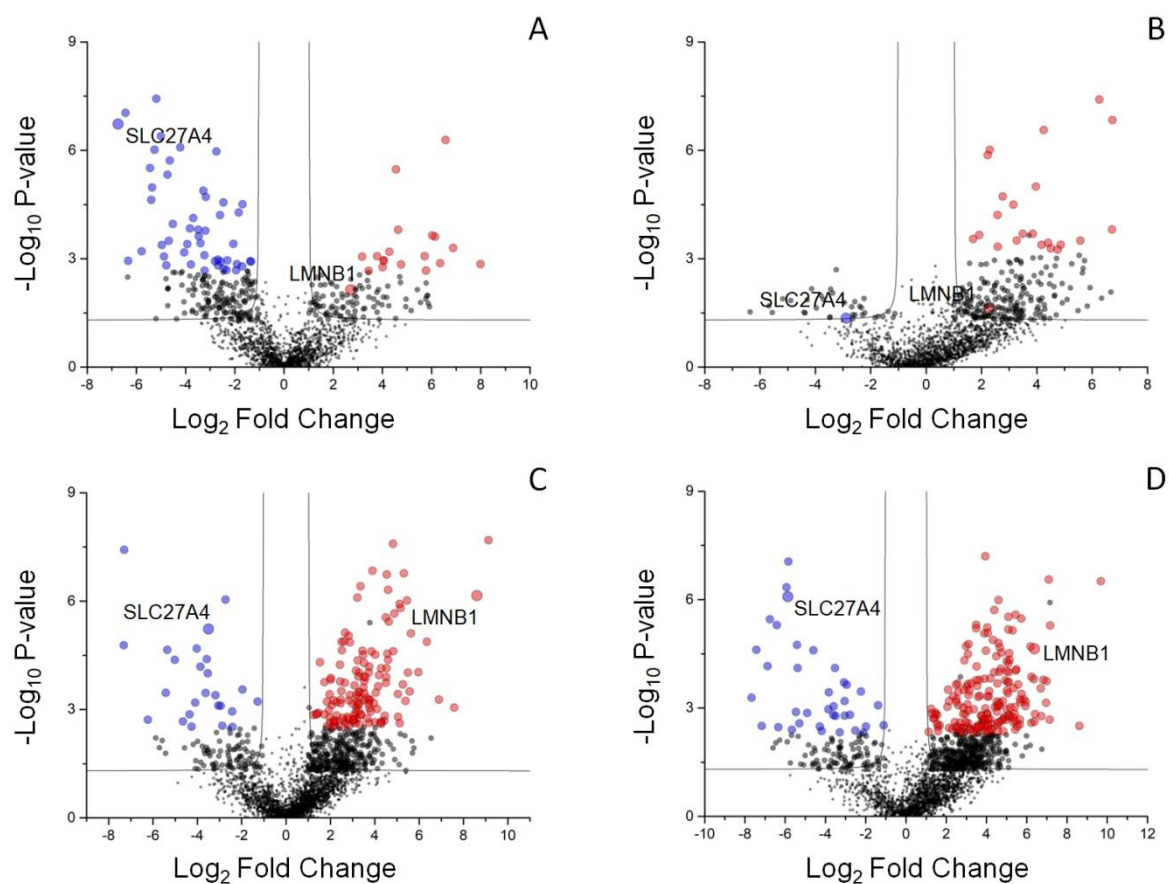 A
-Log10 P-value
9
6
3
0
SLC27A4
LMNB1
-8 -6 -4 -2 0 2 4 6 8 10
Log2 Fold Change
B
-Log10 P-value
9
6
3
0
SLC27A4
LMNB1
-8 -6 -4 -2 0 2 4 6 8
Log2 Fold Change
C
-Log10 P-value
9
6
3
0
SLC27A4
LMNB1
-8 -6 -4 -2 0 2 4 6 8 10
Log2 Fold Change
D
-Log10 P-value
9
6
3
0
SLC27A4
LMNB1
-10 -8 -6 -4 -2 0 2 4 6 8 10 12
Log2 Fold Change